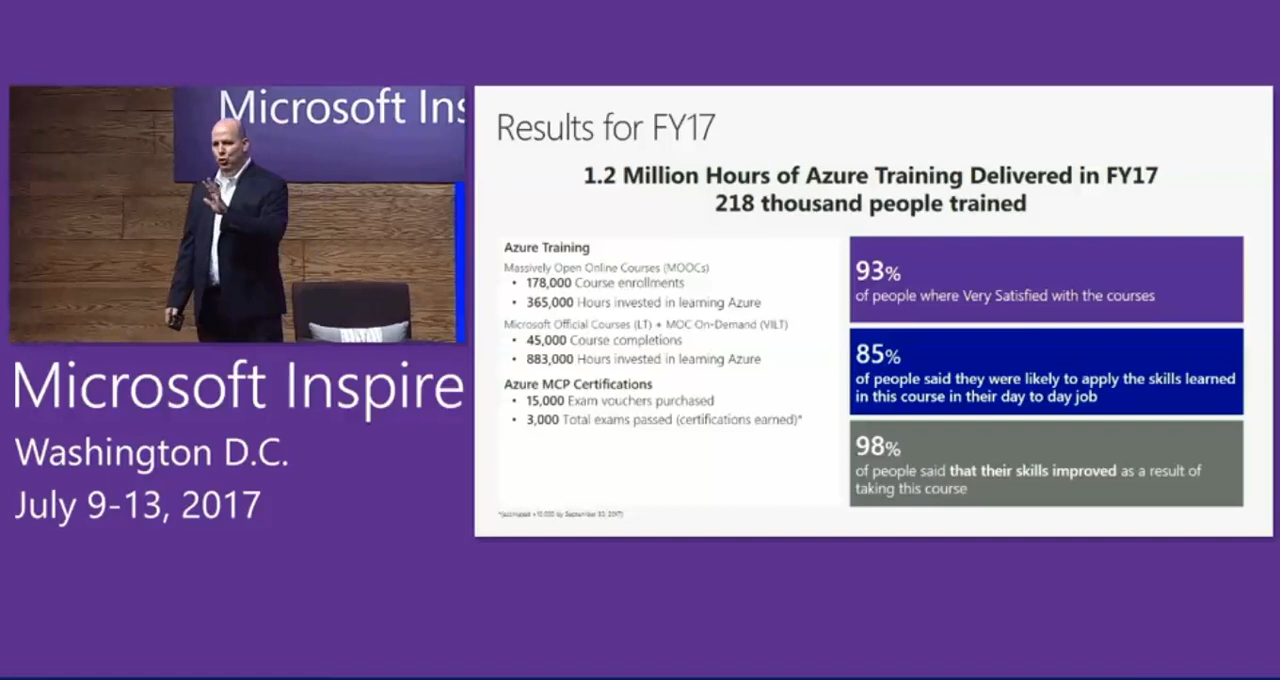 Microsoft Ins
Microsoft Inspire
Washington D.C.
July 9-13, 2017
Results for FY17
1.2 Million Hours of Azure Training Delivered in FY17
218 thousand people trained
Azure Training
Massively Open Online Courses (MOOCs)
• 178,000 Course enrollments
• 365,000 Hours invested in learning Azure
Microsoft Official Courses (LT) + MOC On-Demand (VILT)
• 45,000 Course completions
• 883,000 Hours invested in learning Azure
Azure MCP Certifications
• 15,000 Exam vouchers purchased
• 3,000 Total exams passed (certifications earned)*
93%
of people where Very Satisfied with the courses
85%
of people said they were likely to apply the skills learned
in this course in their day to day job
98%
of people said that their skills improved as a result of
taking this course
by September 30, 2017)